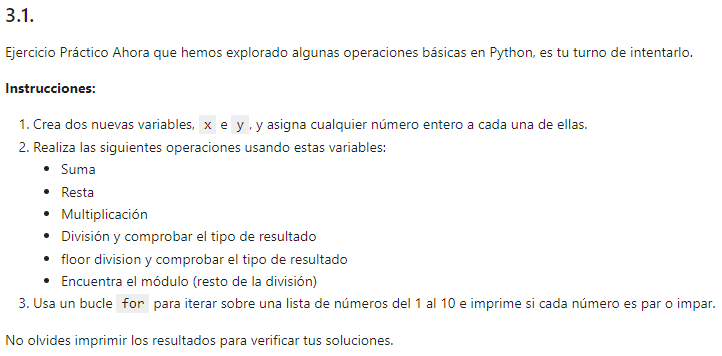 3.1.
Ejercicio Práctico Ahora que hemos explorado algunas operaciones básicas en Python, es tu turno de intentarlo.
Instrucciones:
1. Crea dos nuevas variables, x e y, y asigna cualquier número entero a cada una de ellas.
2. Realiza las siguientes operaciones usando estas variables:
• Suma
• Resta
• Multiplicación
• División y comprobar el tipo de resultado
• floor division y comprobar el tipo de resultado
• Encuentra el módulo (resto de la división)
3. Usa un bucle for para iterar sobre una lista de números del 1 al 10 e imprime si cada número es par o impar.
No olvides imprimir los resultados para verificar tus soluciones.